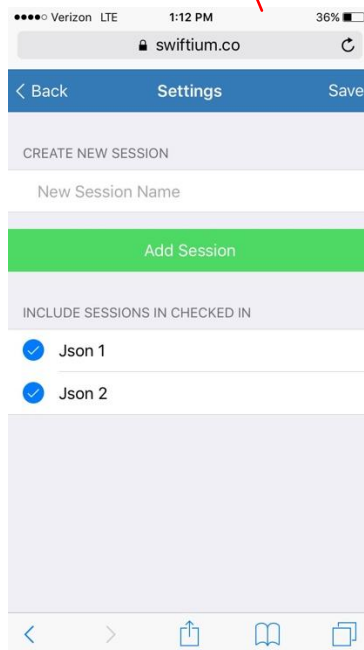 Verizon LTE 1:12 PM 36%
swiftium.co
Back Settings Save
CREATE NEW SESSION
New Session Name
Add Session
INCLUDE SESSIONS IN CHECKED IN
Json 1
Json 2